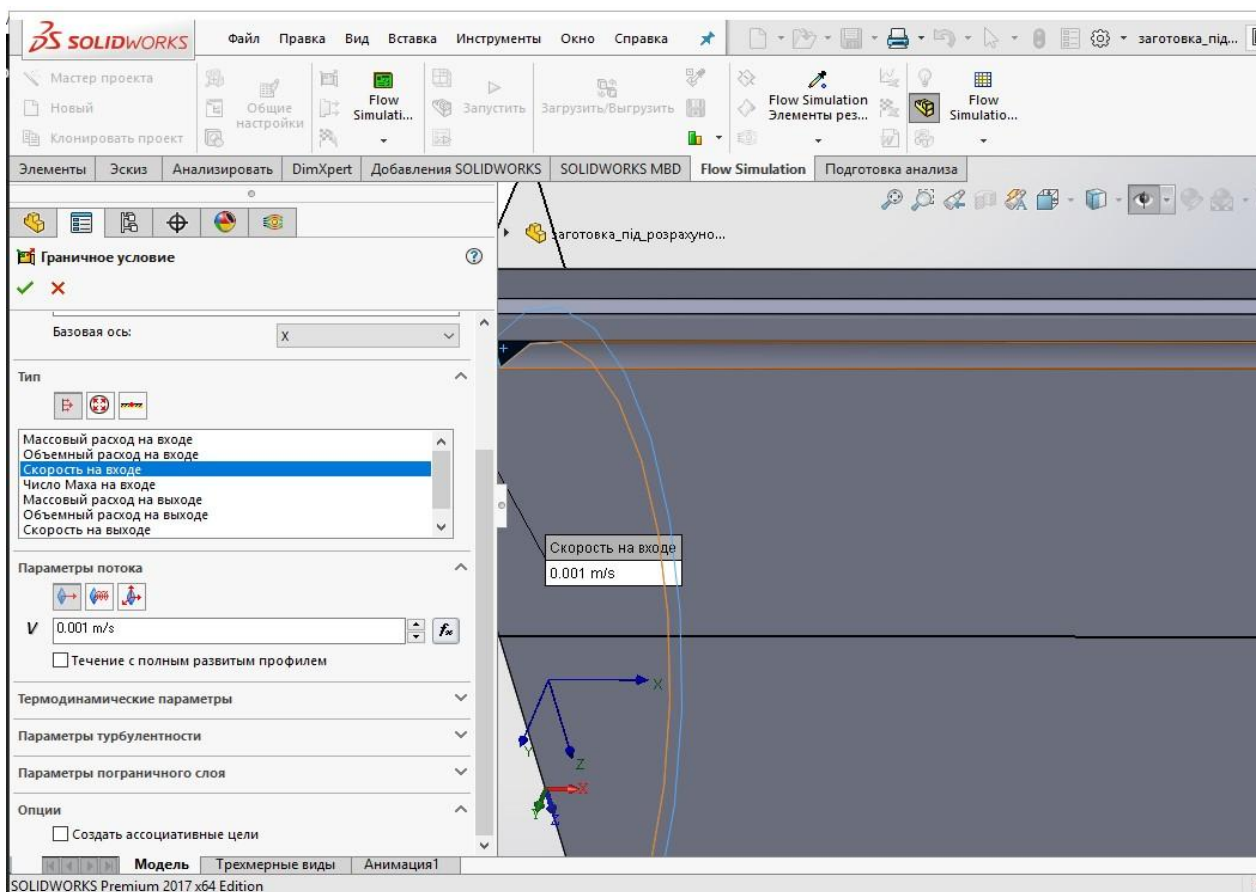 SOLIDWORKS
Файл Правка Вид Вставка Инструменты Окно Справка
заготовка_під...
Мастер проекта
Новый
Клонировать проект
Общие
настройки
Flow
Simulati...
Запустить
Загрузить/Выгрузить
Flow Simulation
Элементы рез...
Flow
Simulatio...
Элементы Эскиз Анализировать DimXpert Добавления SOLIDWORKS SOLIDWORKS MBD Flow Simulation Подготовка анализа
заготовка_під_розрахуно...
Граничное условие
Базовая ось:
X
Тип
Массовый расход на входе
Объемный расход на входе
Скорость на входе
Число Маха на входе
Массовый расход на выходе
Объемный расход на выходе
Скорость на выходе
Скорость на входе
0.001 m/s
Параметры потока
V 0.001 m/s
Течение с полным развитым профилем
Термодинамические параметры
Параметры турбулентности
Параметры пограничного слоя
Опции
Создать ассоциативные цели
X
Y
Z
X
Y
Z
Модель Трехмерные виды Анимация1
SOLIDWORKS Premium 2017 x64 Edition